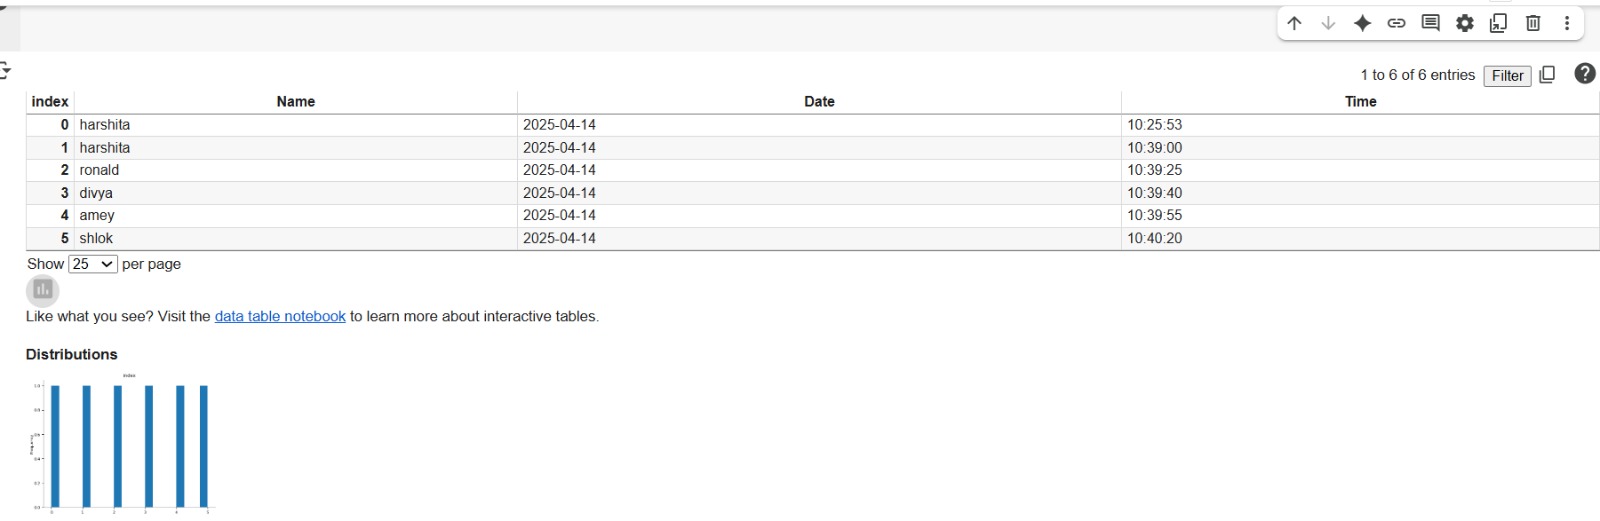 1 to 6 of 6 entries Filter
index Name Date Time
0 harshita 2025-04-14 10:25:53
1 harshita 2025-04-14 10:39:00
2 ronald 2025-04-14 10:39:25
3 divya 2025-04-14 10:39:40
4 amey 2025-04-14 10:39:55
5 shlok 2025-04-14 10:40:20
Show 25 per page
Like what you see? Visit the data table notebook to learn more about interactive tables.
Distributions
index